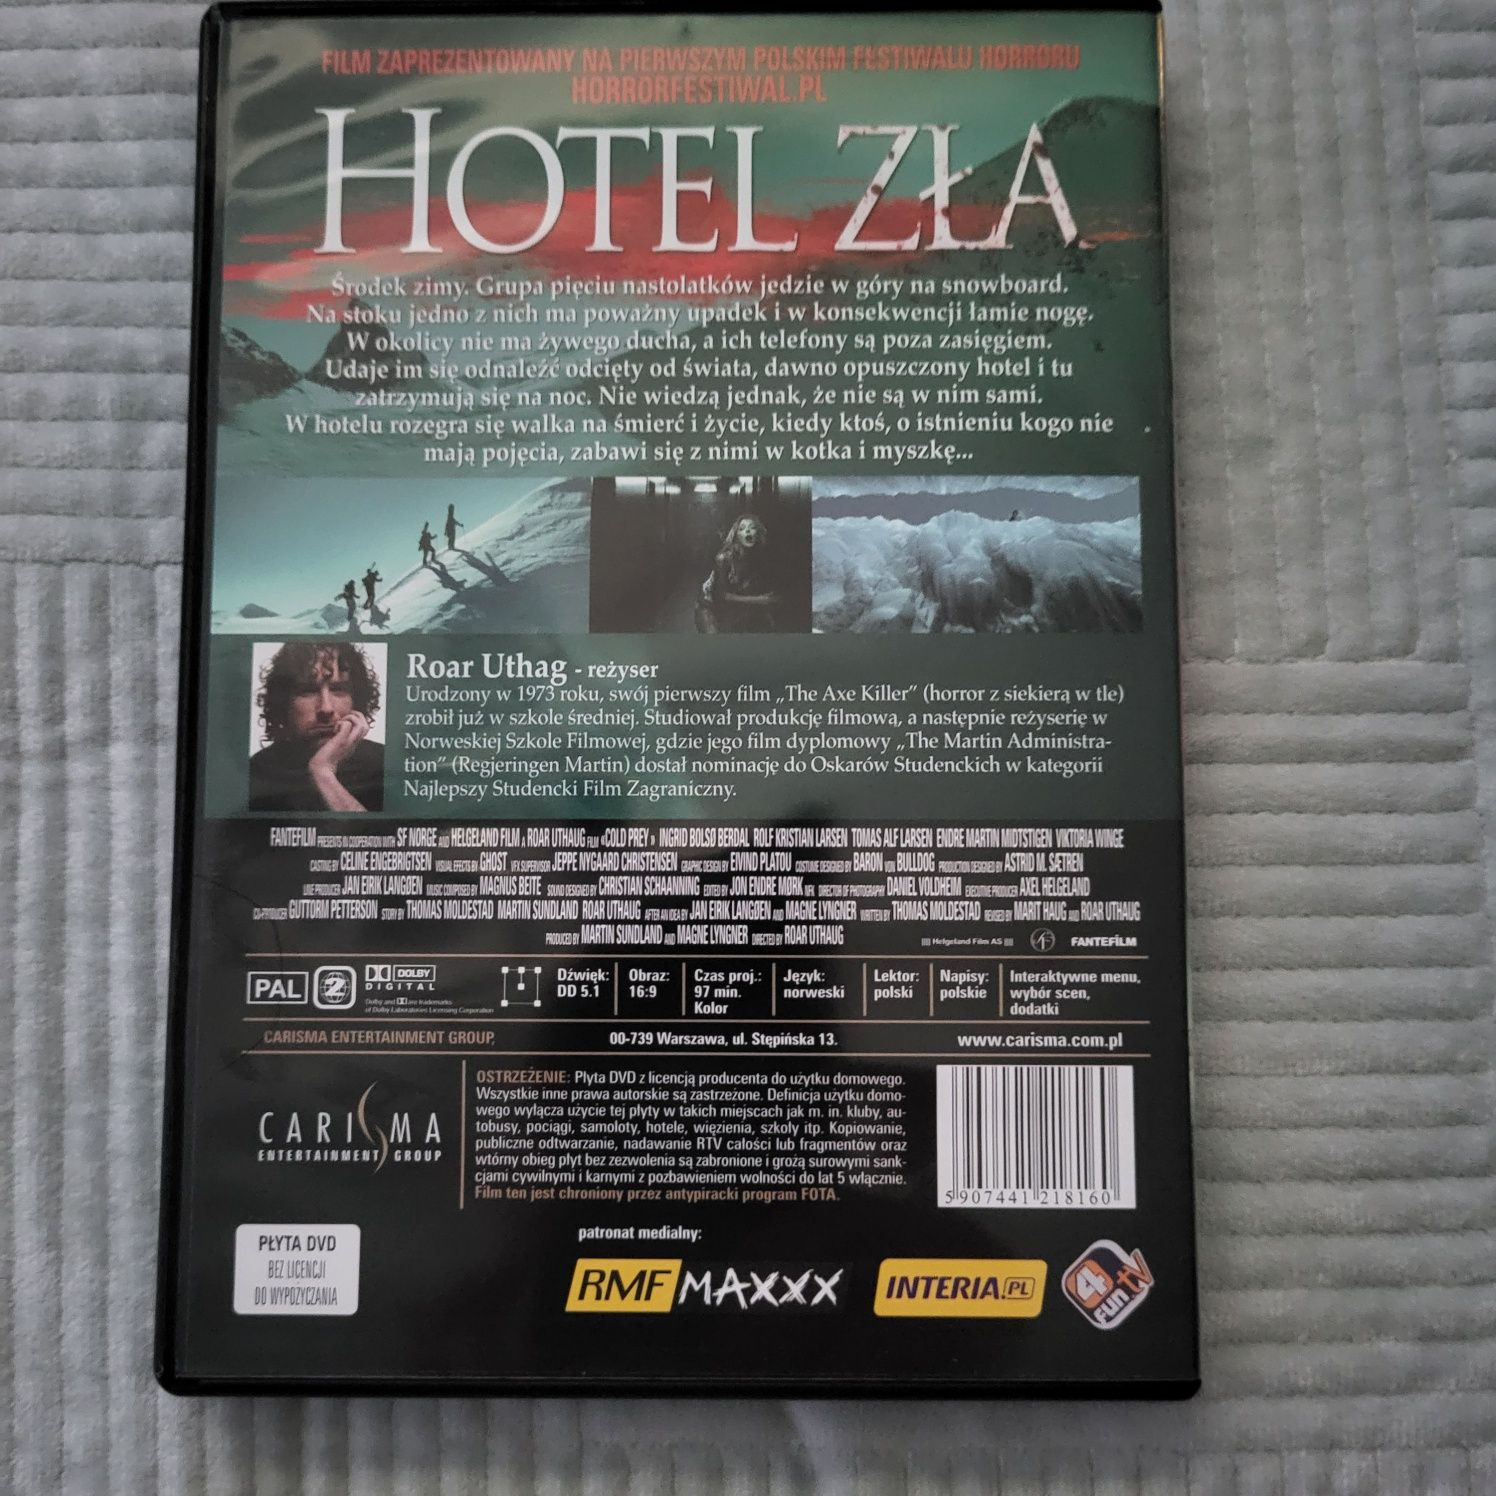 FILM ZAPREZENTOWANY NA PIERWSZYM POLSKIM FESTIWALU HORRORU
HORRORFESTIWAL.PL
HOTEL ZŁA
Środek zimy. Grupa pięciu nastolatków jedzie w góry na snowboard.
Na stoku jedno z nich ma poważny upadek i w konsekwencji łamie nogę.
W okolicy nie ma żywego ducha, a ich telefony są poza zasięgiem.
Udaje im się odnaleźć odcięty od świata, dawno opuszczony hotel i tu
zatrzymują się na noc. Nie wiedzą jednak, że nie są w nim sami.
W hotelu rozegra się walka na śmierć i życie, kiedy ktoś, o istnieniu kogo nie
mają pojęcia, zabawi się z nimi w kotka i myszkę...
Roar Uthag - reżyser
Urodzony w 1973 roku, swój pierwszy film „The Axe Killer" (horror z siekierą w tle)
zrobił już w szkole średniej. Studiował produkcję filmową, a następnie reżyserię w
Norweskiej Szkole Filmowej, gdzie jego film dyplomowy „The Martin Administra-
tion" (Regjeringen Martin) dostał nominację do Oskarów Studenckich w kategorii
Najlepszy Studencki Film Zagraniczny.
FANTEFILM PRESENTS IN COOPERATION WITH SF NORGE AND HELGELAND FILM A ROAR UTHAUG FILM «COLD PREY» INGRID BOLSØ BERDAL ROLF KRISTIAN LARSEN TOMAS ALF LARSEN ENDRE MARTIN MIDTSTIGEN VIKTORIA WINGE
CASTING BY CELINE ENGEBRIGTSEN VISUAL EFFECTS BY GHOST VFX SUPERVISOR JEPPE NYGAARD CHRISTENSEN GRAPHIC DESIGN BY EIVIND PLATOU COSTUME DESIGNED BY BARON VON BULLDOG PRODUCTION DESIGNED BY ASTRID M. SÆTREN
LINE PRODUCER JAN EIRIK LANGØEN MUSIC COMPOSED BY MAGNUS BEITE SOUND DESIGNED BY CHRISTIAN SCHAANNING EDITED BY JON ENDRE MØRK NFK DIRECTOR OF PHOTOGRAPHY DANIEL VOLDHEIM EXECUTIVE PRODUCER AXEL HELGELAND
CO-PRODUCER GUTTORM PETTERSON STORY BY THOMAS MOLDESTAD MARTIN SUNDLAND ROAR UTHAUG AFTER AN IDEA BY JAN EIRIK LANGØEN AND MAGNE LYNGNER WRITTEN BY THOMAS MOLDESTAD REVISED BY MARIT HAUG AND ROAR UTHAUG
PRODUCED BY MARTIN SUNDLAND AND MAGNE LYNGNER DIRECTED BY ROAR UTHAUG
Helgeland Film AS FANTEFILM
PAL 2 DOLBY DIGITAL
Dolby and are trademarks
of Dolby Laboratories Licensing Corporation
Dźwięk: DD 5.1
Obraz: 16:9
Czas proj.: 97 min. Kolor
Język: norweski
Lektor: polski
Napisy: polskie
Interaktywne menu, wybór scen, dodatki
CARISMA ENTERTAINMENT GROUP, 00-739 Warszawa, ul. Stępińska 13. www.carisma.com.pl
CARISMA
ENTERTAINMENT GROUP
OSTRZEŻENIE: Płyta DVD z licencją producenta do użytku domowego.
Wszystkie inne prawa autorskie są zastrzeżone. Definicja użytku domo-
wego wyłącza użycie tej płyty w takich miejscach jak m. in. kluby, au-
tobusy, pociągi, samoloty, hotele, więzienia, szkoły itp. Kopiowanie,
publiczne odtwarzanie, nadawanie RTV całości lub fragmentów oraz
wtórny obieg płyt bez zezwolenia są zabronione i grożą surowymi sank-
cjami cywilnymi i karnymi z pozbawieniem wolności do lat 5 włącznie.
Film ten jest chroniony przez antypiracki program FOTA.
5 907441 218160
PŁYTA DVD
BEZ LICENCJI
DO WYPOŻYCZANIA
patronat medialny:
RMF MAXXX
INTERIA.PL
4 FUN.TV